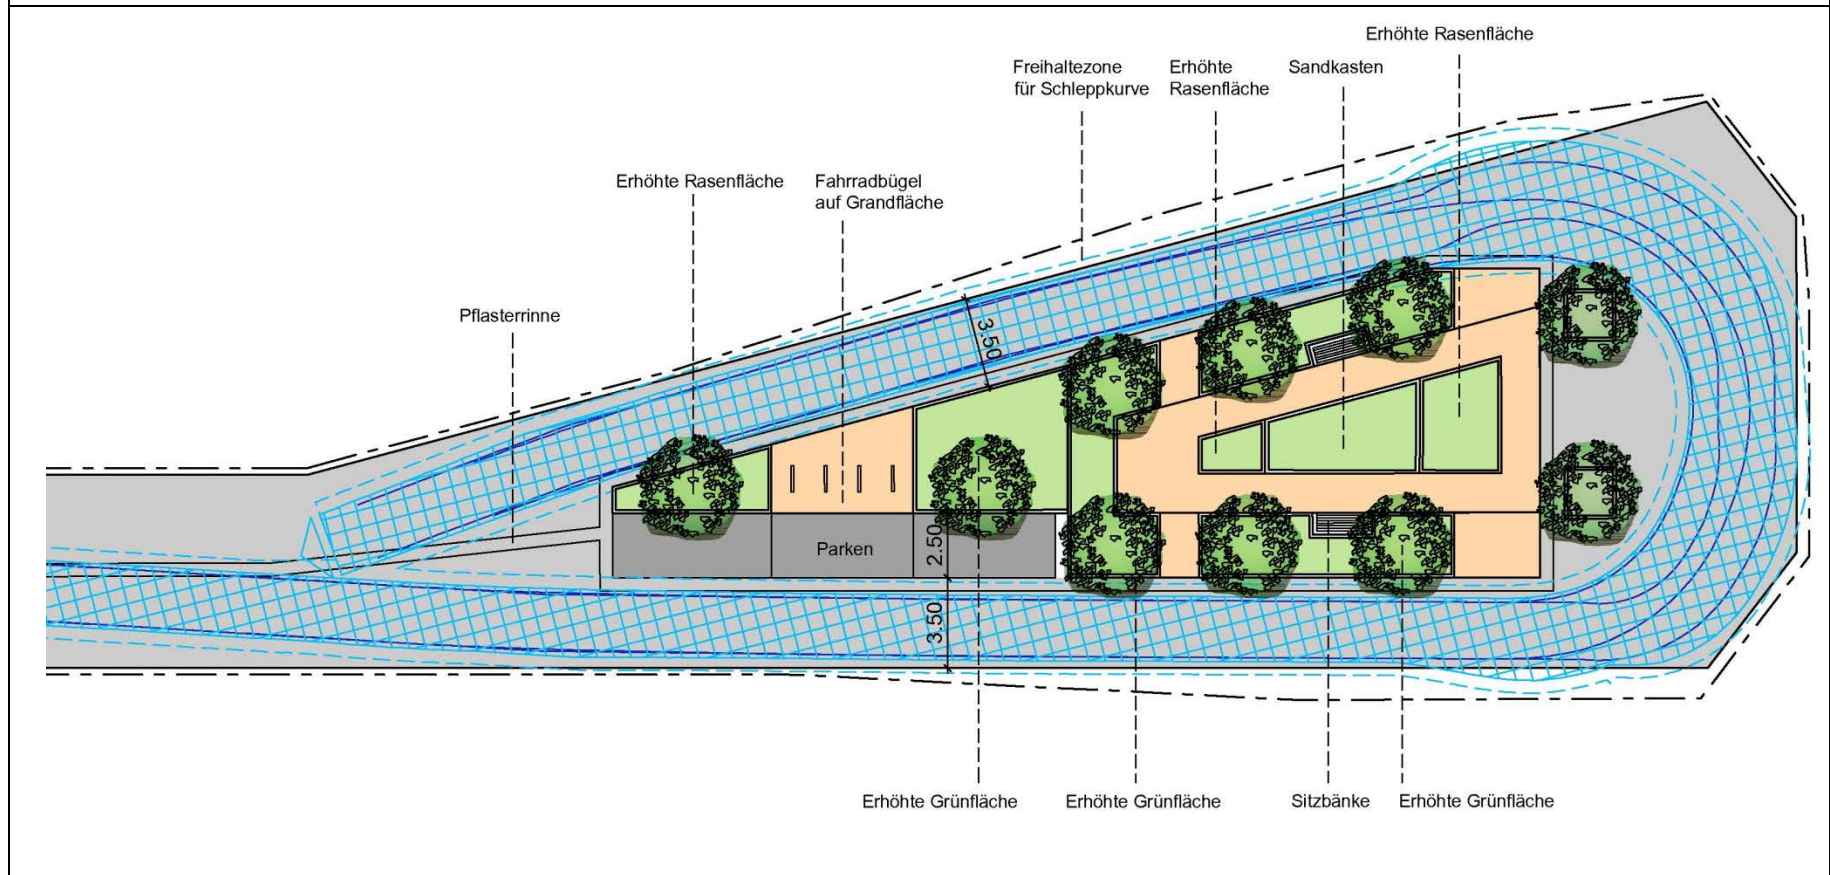 Erhöhte Rasenfläche
Freihaltezone
für Schleppkurve
Erhöhte
Rasenfläche
Sandkasten
Erhöhte Rasenfläche
Fahrradbügel
auf Grandfläche
Pflasterrinne
3.50
Parken
2.50
3.50
Erhöhte Grünfläche
Erhöhte Grünfläche
Sitzbänke
Erhöhte Grünfläche